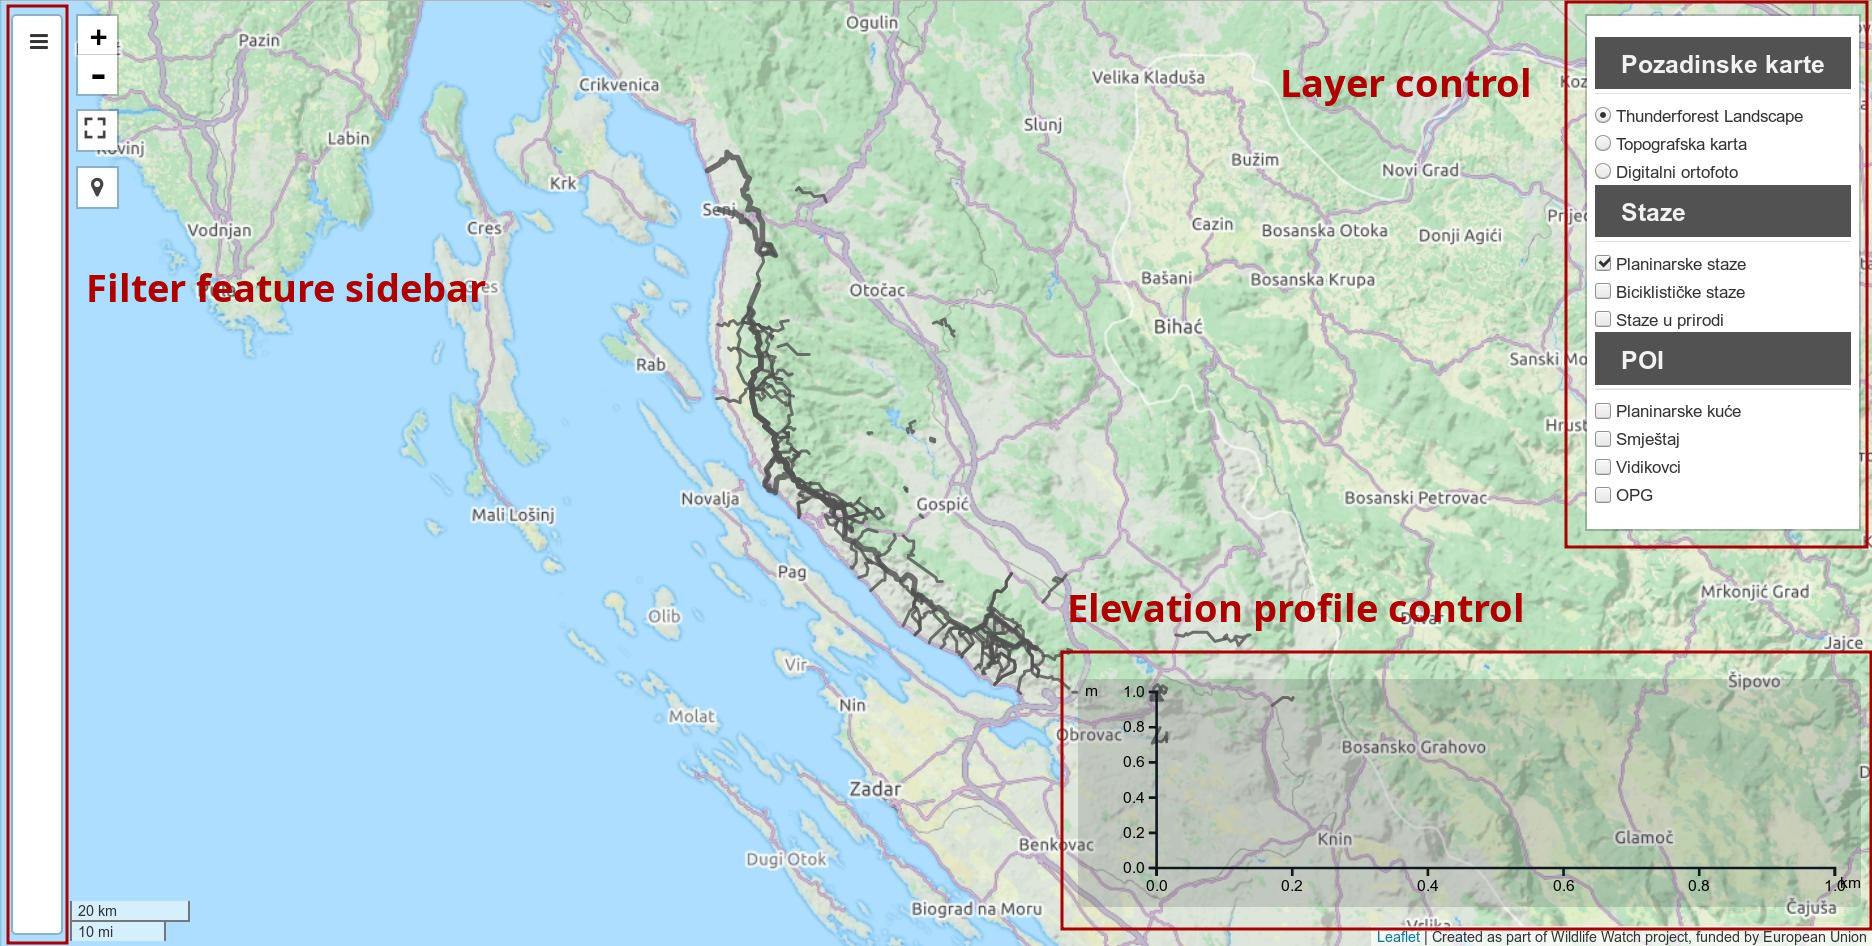 Ogulin
Pazin
Crikvenica
Velika Kladuša
Labin
Slunj
Krk
Bužim
Novi Grad
Senj
Vodnjan
Cres
Cazin
Bosanska Otoka
Donji Agići
Bašani
Bosanska Krupa
Otočac
Bihać
Rab
Novalja
Mali Lošinj
Gospić
Bosanski Petrovac
Pag
Olib
Mrkonjić Grad
Jajce
Vir
Nin
Šipovo
Molat
Obrovac
Bosansko Grahovo
Zadar
Knin
Glamoč
Benkovac
Dugi Otok
Biograd na Moru
Čajuša
+
-
Filter feature sidebar
Layer control
Elevation profile control
Pozadinske karte
Thunderforest Landscape
Topografska karta
Digitalni ortofoto
Staze
Planinarske staze
Biciklističke staze
Staze u prirodi
POI
Planinarske kuće
Smještaj
Vidikovci
OPG
m
1.0
0.8
0.6
0.4
0.2
0.0
0.0 0.2 0.4 0.6 0.8 1.0 km
20 km
10 mi
Leaflet | Created as part of Wildlife Watch project, funded by European Union